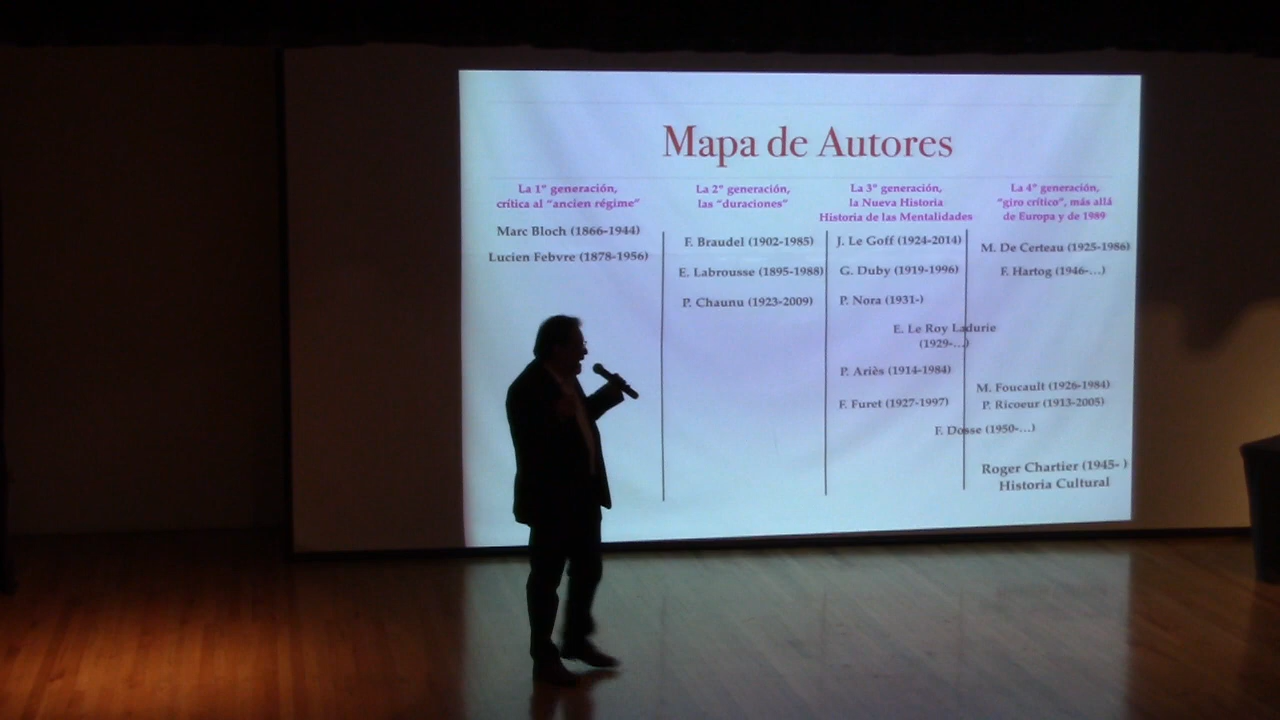 Mapa de Autores
La 1ª generación,
crítica al “ancien régime”
Marc Bloch (1866-1944)
Lucien Febvre (1878-1956)
La 2ª generación,
las “duraciones”
F. Braudel (1902-1985)
E. Labrousse (1895-1988)
P. Chaunu (1923-2009)
La 3ª generación,
la Nueva Historia
Historia de las Mentalidades
J. Le Goff (1924-2014)
G. Duby (1919-1996)
P. Nora (1931-)
E. Le Roy Ladurie
(1929-...)
P. Ariès (1914-1984)
F. Furet (1927-1997)
F. Dosse (1950-...)
La 4ª generación,
“giro crítico”, más allá
de Europa y de 1989
M. De Certeau (1925-1986)
F. Hartog (1946-...)
M. Foucault (1926-1984)
P. Ricoeur (1913-2005)
Roger Chartier (1945- )
Historia Cultural